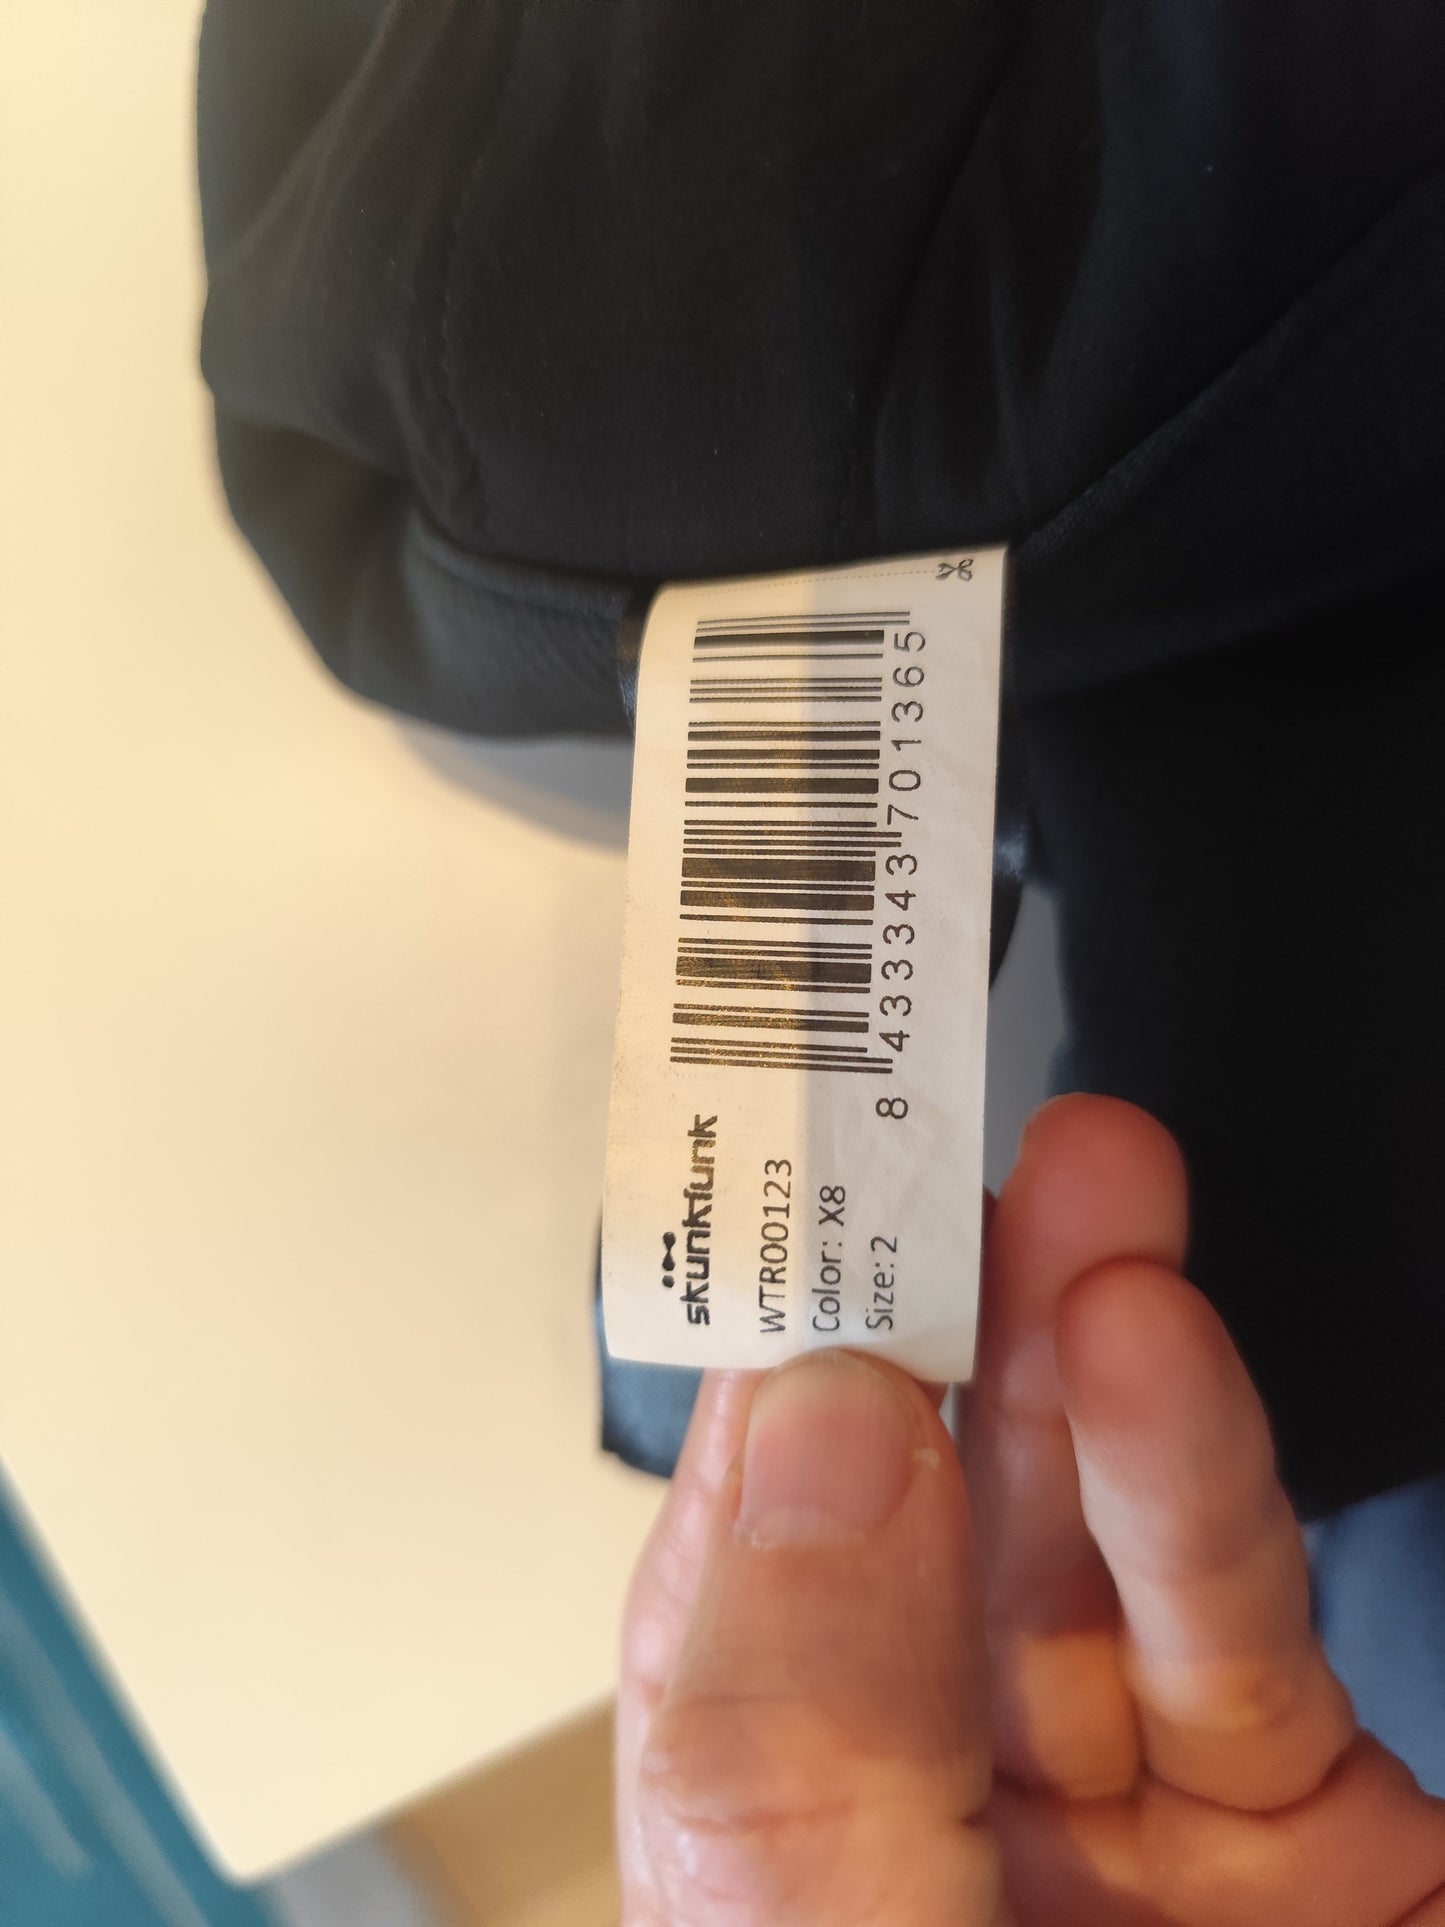 skunkfunk
WTR00123
Color: X8
Size: 2
8 433343 701365